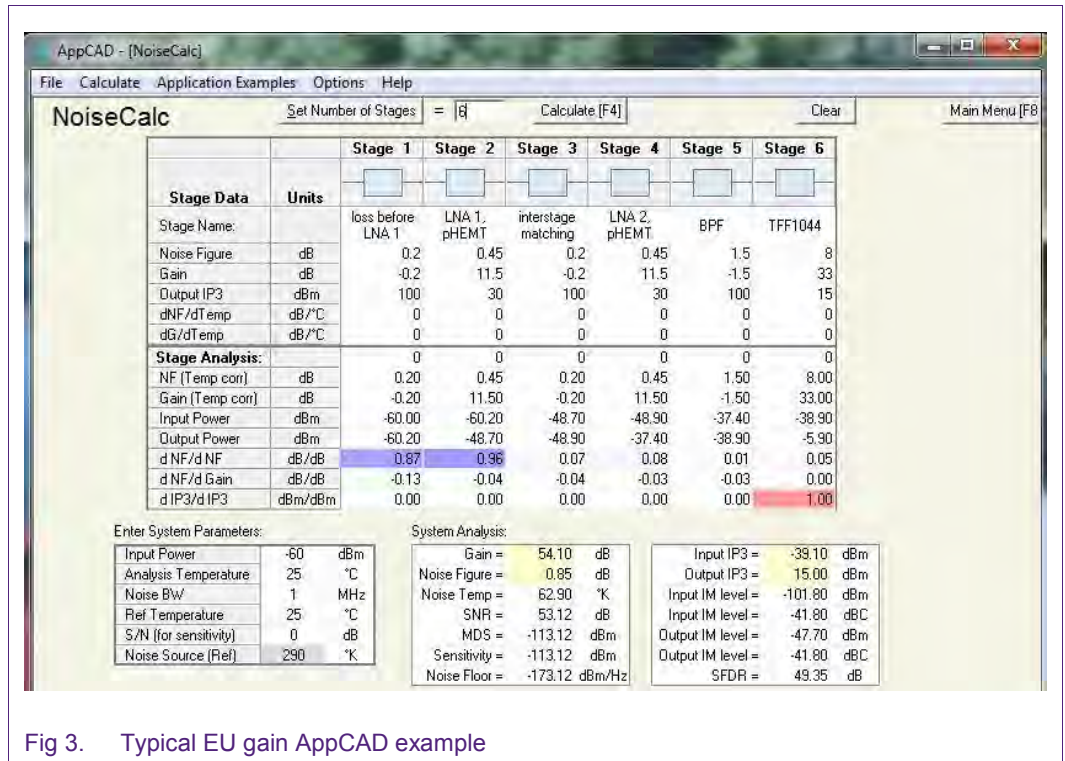 AppCAD - [NoiseCalc]
File Calculate Application Examples Options Help
NoiseCalc Set Number of Stages = 6 Calculate [F4] Clear Main Menu [F8
Stage 1 Stage 2 Stage 3 Stage 4 Stage 5 Stage 6
Stage Data Units
Stage Name: loss before LNA 1 LNA 1, pHEMT interstage matching LNA 2, pHEMT BPF TFF1044
Noise Figure dB 0.2 0.45 0.2 0.45 1.5 8
Gain dB -0.2 11.5 -0.2 11.5 -1.5 33
Output IP3 dBm 100 30 100 30 100 15
dNF/dTemp dB/°C 0 0 0 0 0 0
dG/dTemp dB/°C 0 0 0 0 0 0
Stage Analysis: 0 0 0 0 0 0
NF (Temp corr) dB 0.20 0.45 0.20 0.45 1.50 8.00
Gain (Temp corr) dB -0.20 11.50 -0.20 11.50 -1.50 33.00
Input Power dBm -60.00 -60.20 -48.70 -48.90 -37.40 -38.90
Output Power dBm -60.20 -48.70 -48.90 -37.40 -38.90 -5.90
d NF/d NF dB/dB 0.87 0.96 0.07 0.08 0.01 0.05
d NF/d Gain dB/dB -0.13 -0.04 -0.04 -0.03 -0.03 0.00
d IP3/d IP3 dBm/dBm 0.00 0.00 0.00 0.00 0.00 1.00
Enter System Parameters:
Input Power -60 dBm
Analysis Temperature 25 °C
Noise BW 1 MHz
Ref Temperature 25 °C
S/N (for sensitivity) 0 dB
Noise Source (Ref) 290 °K
System Analysis:
Gain = 54.10 dB
Noise Figure = 0.85 dB
Noise Temp = 62.90 °K
SNR = 53.12 dB
MDS = -113.12 dBm
Sensitivity = -113.12 dBm
Noise Floor = -173.12 dBm/Hz
Input IP3 = -39.10 dBm
Output IP3 = 15.00 dBm
Input IM level = -101.80 dBm
Input IM level = -41.80 dBC
Output IM level = -47.70 dBm
Output IM level = -41.80 dBC
SFDR = 49.35 dB
Fig 3. Typical EU gain AppCAD example